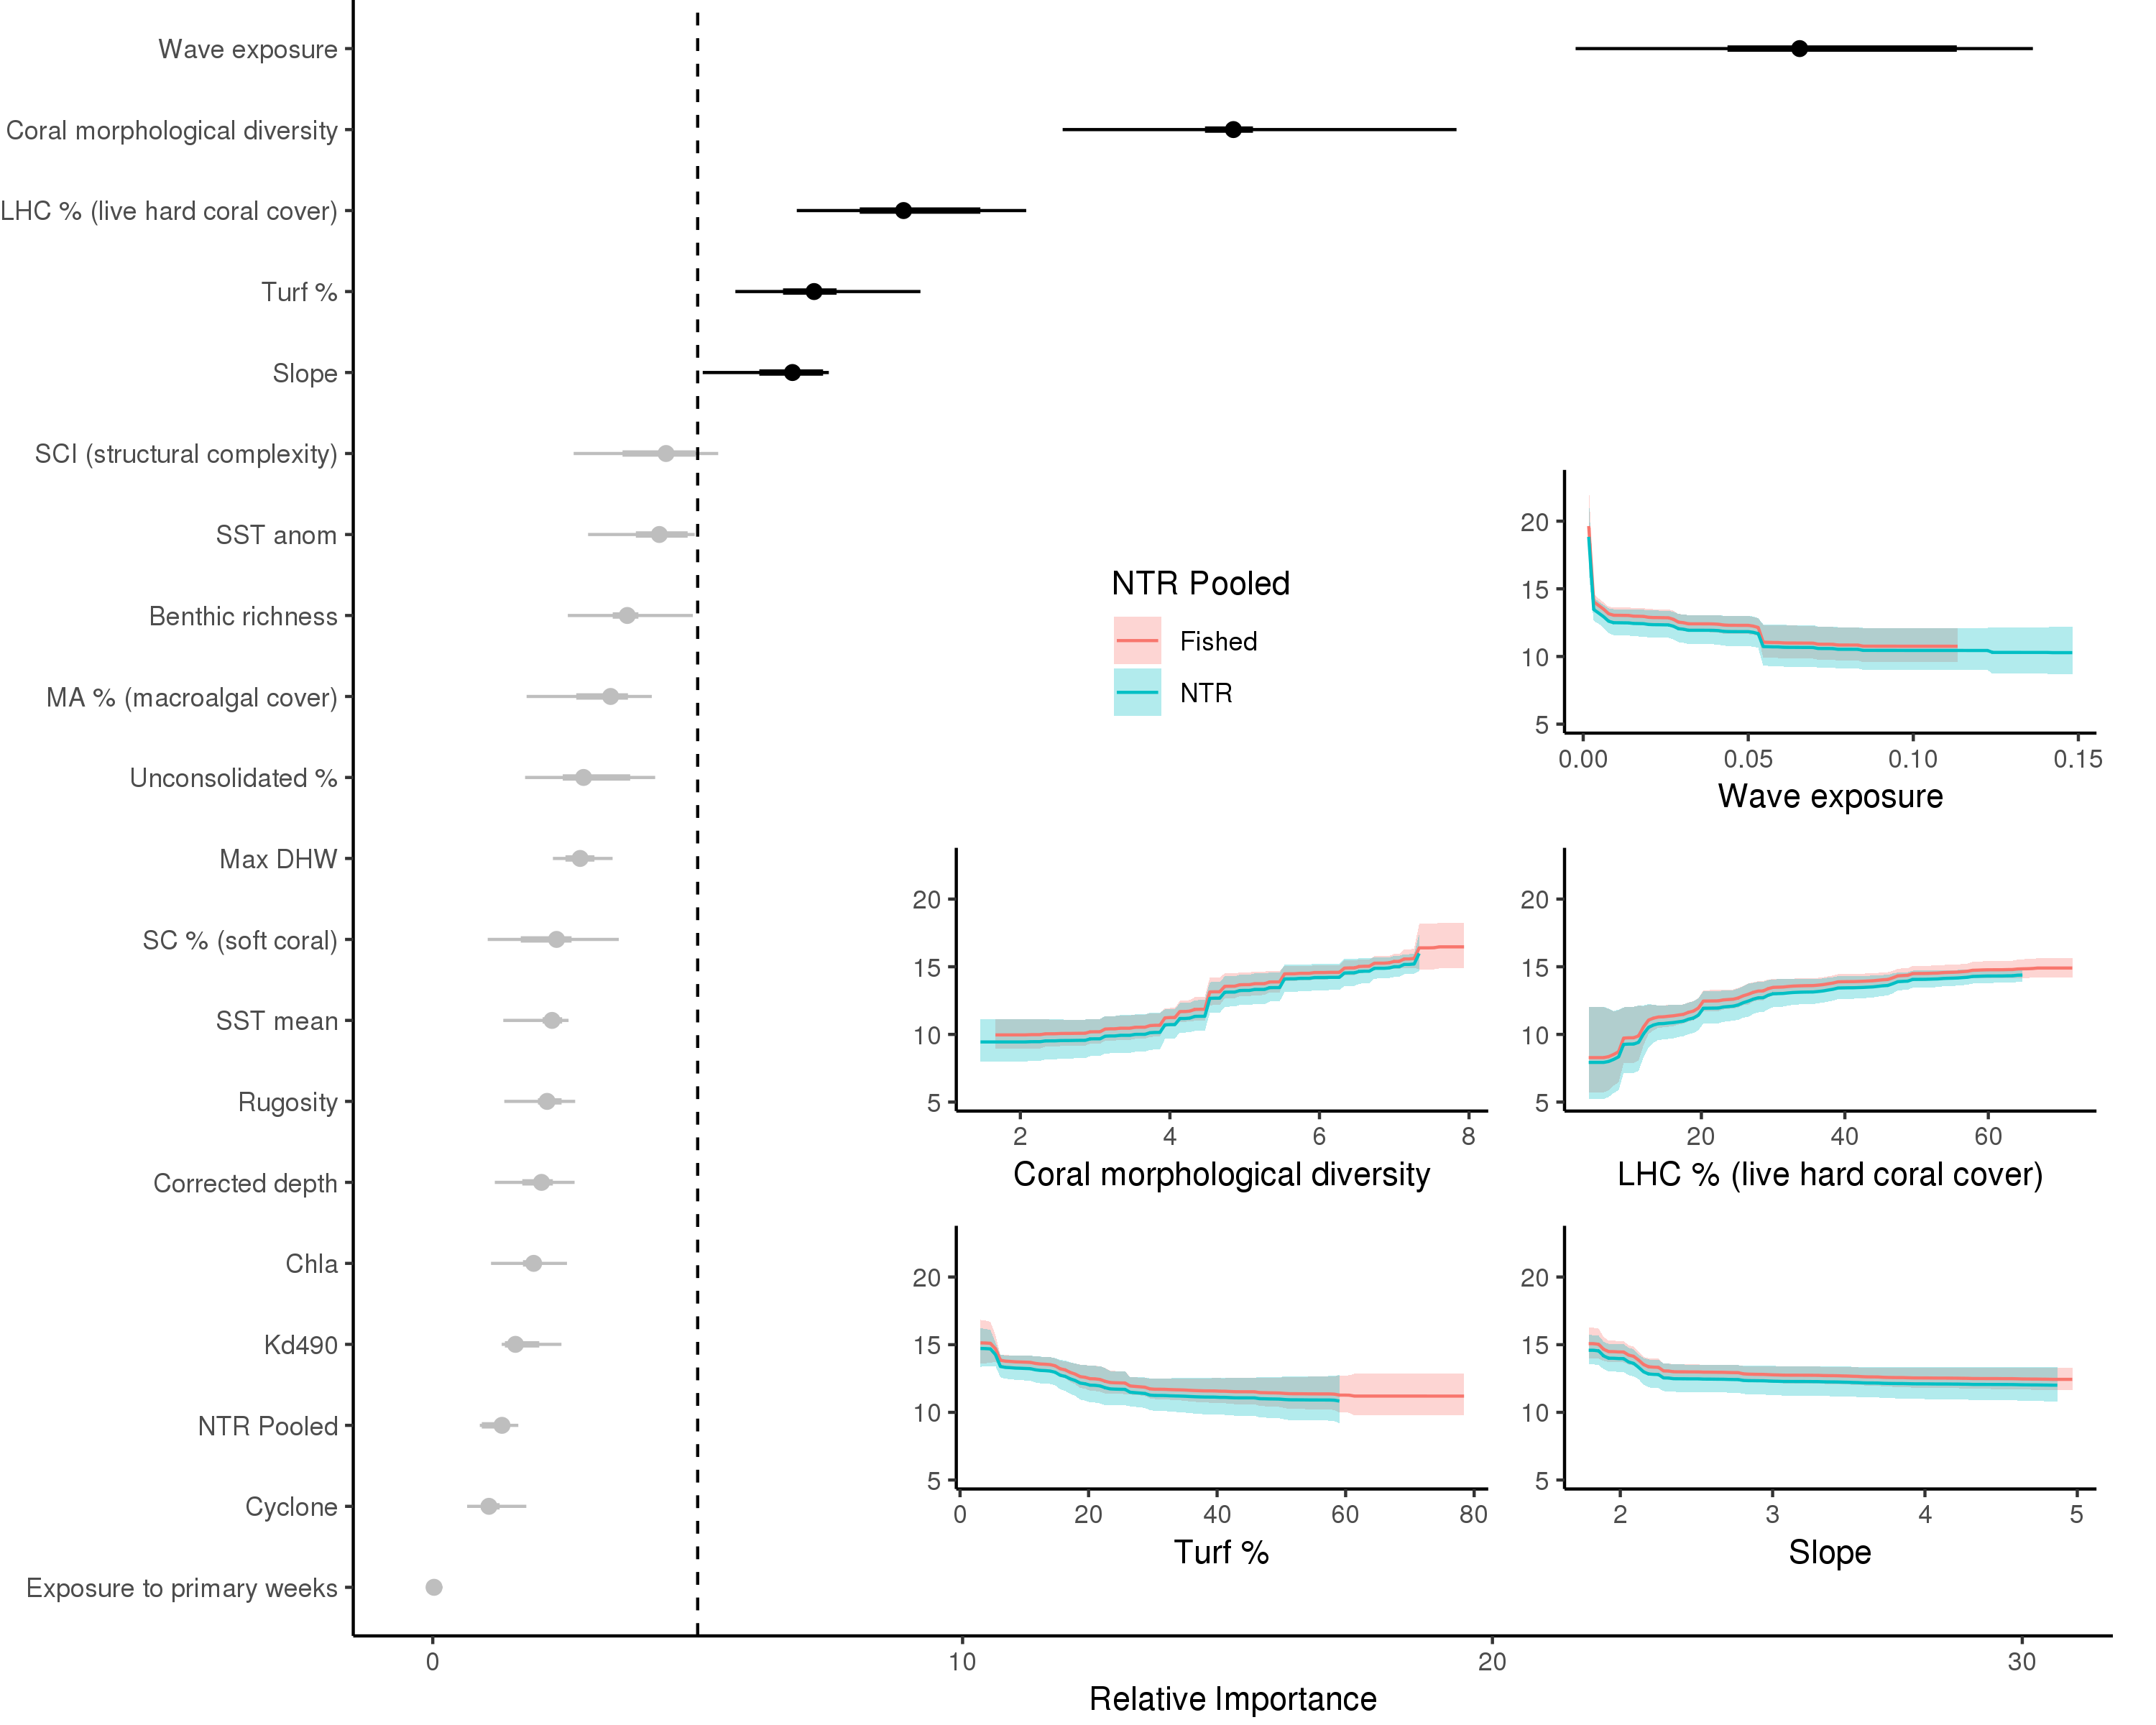 Wave exposure
Coral morphological diversity
LHC % (live hard coral cover)
Turf %
Slope
SCI (structural complexity)
SST anom
Benthic richness
MA % (macroalgal cover)
Unconsolidated %
Max DHW
SC % (soft coral)
SST mean
Rugosity
Corrected depth
Chla
Kd490
NTR Pooled
Cyclone
Exposure to primary weeks
0 10 20 30
Relative Importance
NTR Pooled
Fished
NTR
20
15
10
5
0.00 0.05 0.10 0.15
Wave exposure
20
15
10
5
2 4 6 8
Coral morphological diversity
20
15
10
5
20 40 60
LHC % (live hard coral cover)
20
15
10
5
0 20 40 60 80
Turf %
20
15
10
5
2 3 4 5
Slope